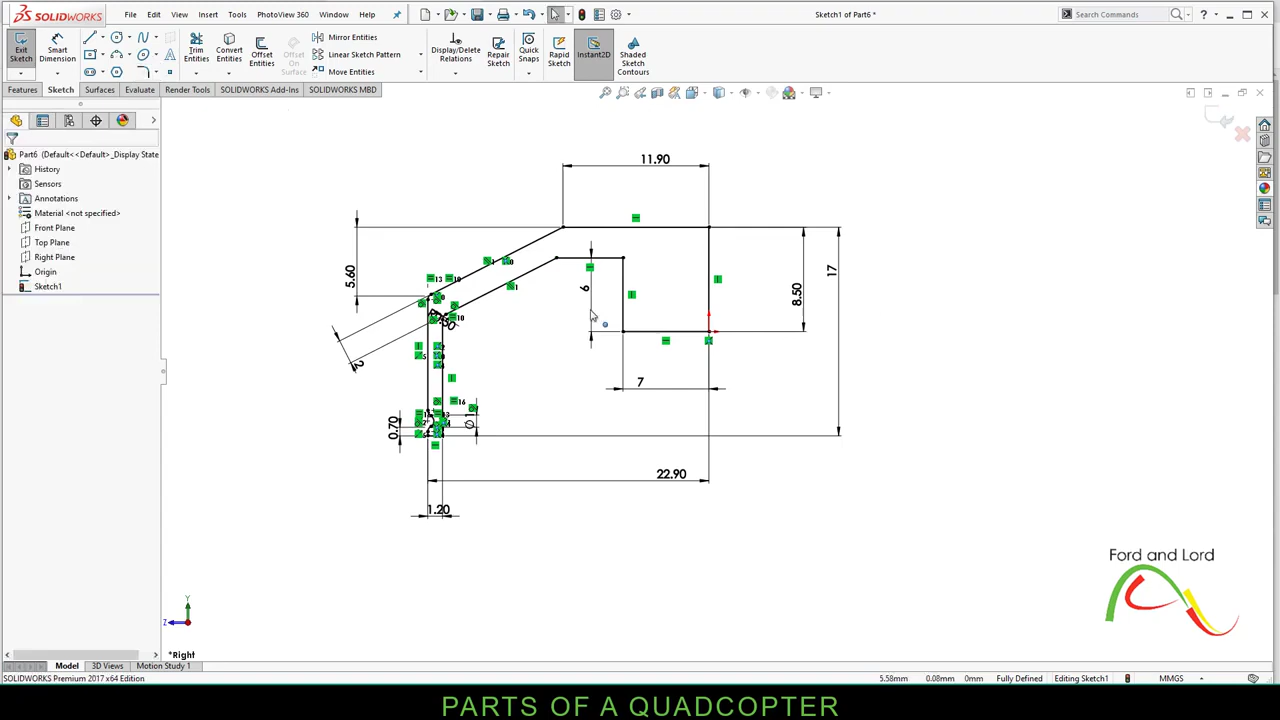 SOLIDWORKS File Edit View Insert Tools PhotoView 360 Window Help Sketch1 of Part6 * Search Commands
Exit Sketch Smart Dimension Trim Entities Convert Entities Offset Entities Offset On Surface Mirror Entities Linear Sketch Pattern Move Entities Display/Delete Relations Repair Sketch Quick Snaps Rapid Sketch Instant2D Shaded Sketch Contours
Features Sketch Surfaces Evaluate Render Tools SOLIDWORKS Add-Ins SOLIDWORKS MBD
Part6 (Default<<Default>_Display State
History
Sensors
Annotations
Material <not specified>
Front Plane
Top Plane
Right Plane
Origin
Sketch1
11.90
5.60
6
8.50
17
2
7
0.70
Ø1
22.90
1.20
Ford and Lord
Y
Z
*Right
Model 3D Views Motion Study 1
SOLIDWORKS Premium 2017 x64 Edition 5.58mm 0.08mm 0mm Fully Defined Editing Sketch1 MMGS
PARTS OF A QUADCOPTER